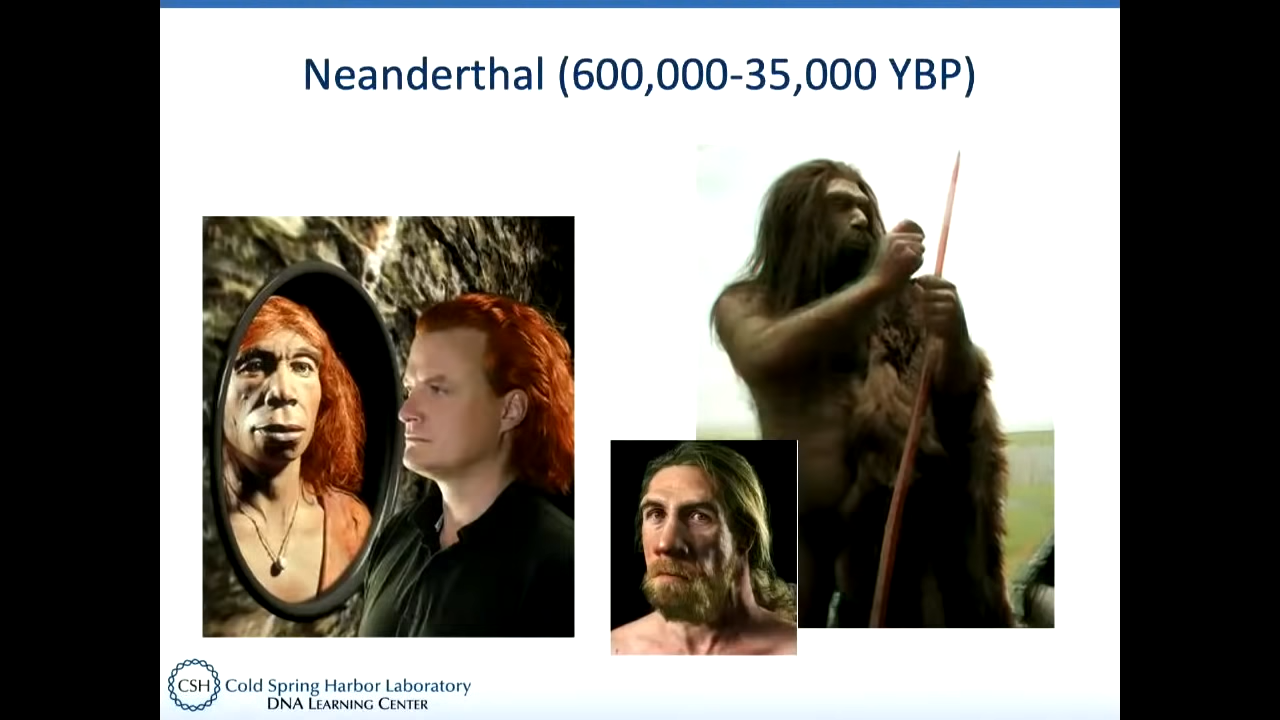 Neanderthal (600,000-35,000 YBP)
CSH Cold Spring Harbor Laboratory
DNA LEARNING CENTER